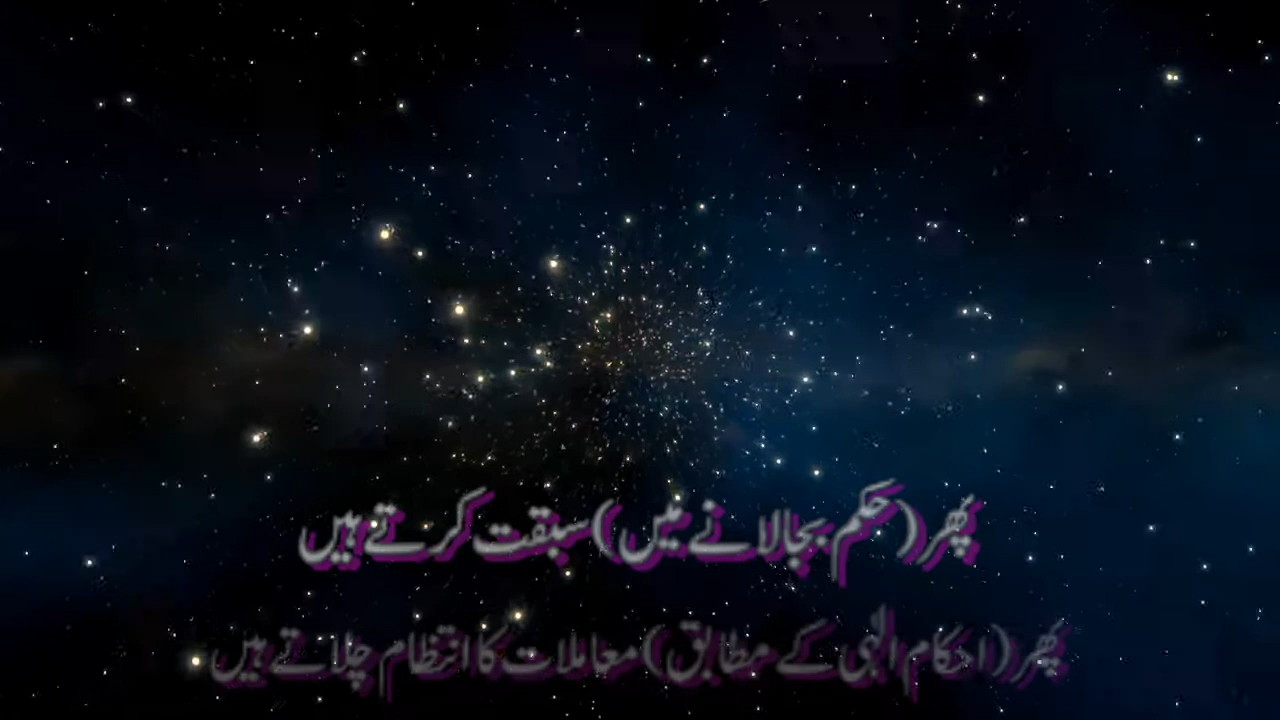 پھر (حکم بجالانے میں) سبقت کرتے ہیں
پھر (احکام الٰہی کے مطابق) معاملات کا انتظام چلاتے ہیں